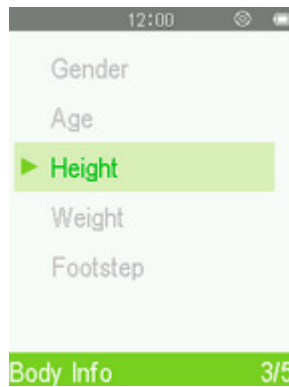 12:00
Gender
Age
Height
Weight
Footstep
Body Info 3/5